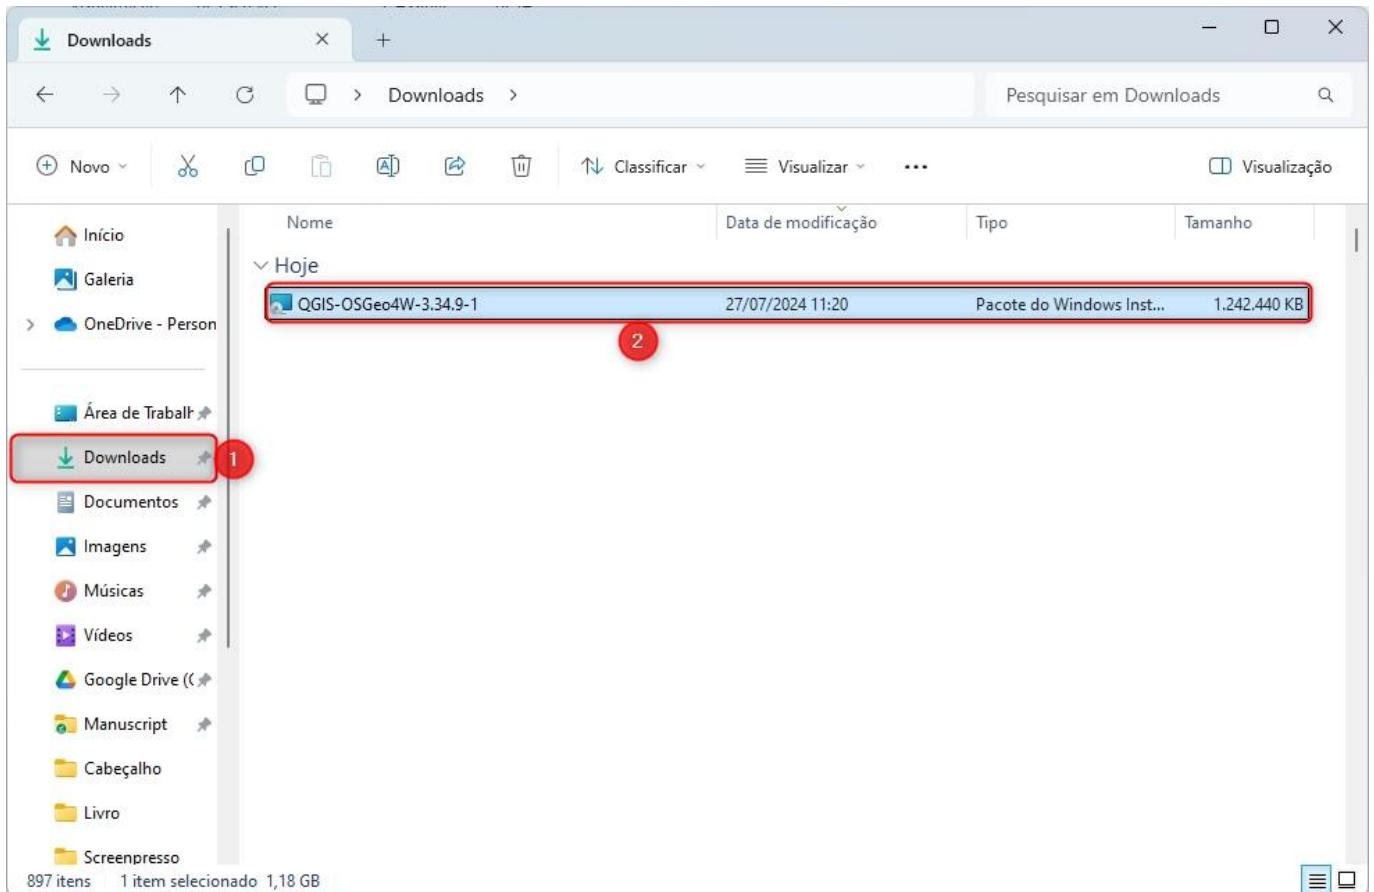 Downloads
Downloads
Pesquisar em Downloads
Novo
Classificar
Visualizar
Visualização
Nome Data de modificação Tipo Tamanho
Hoje
QGIS-OSGeo4W-3.34.9-1 27/07/2024 11:20 Pacote do Windows Inst... 1.242.440 KB
2
Início
Galeria
OneDrive - Person
Área de Trabalh
Downloads
1
Documentos
Imagens
Músicas
Vídeos
Google Drive ((
Manuscript
Cabeçalho
Livro
Screenpresso
897 itens 1 item selecionado 1,18 GB